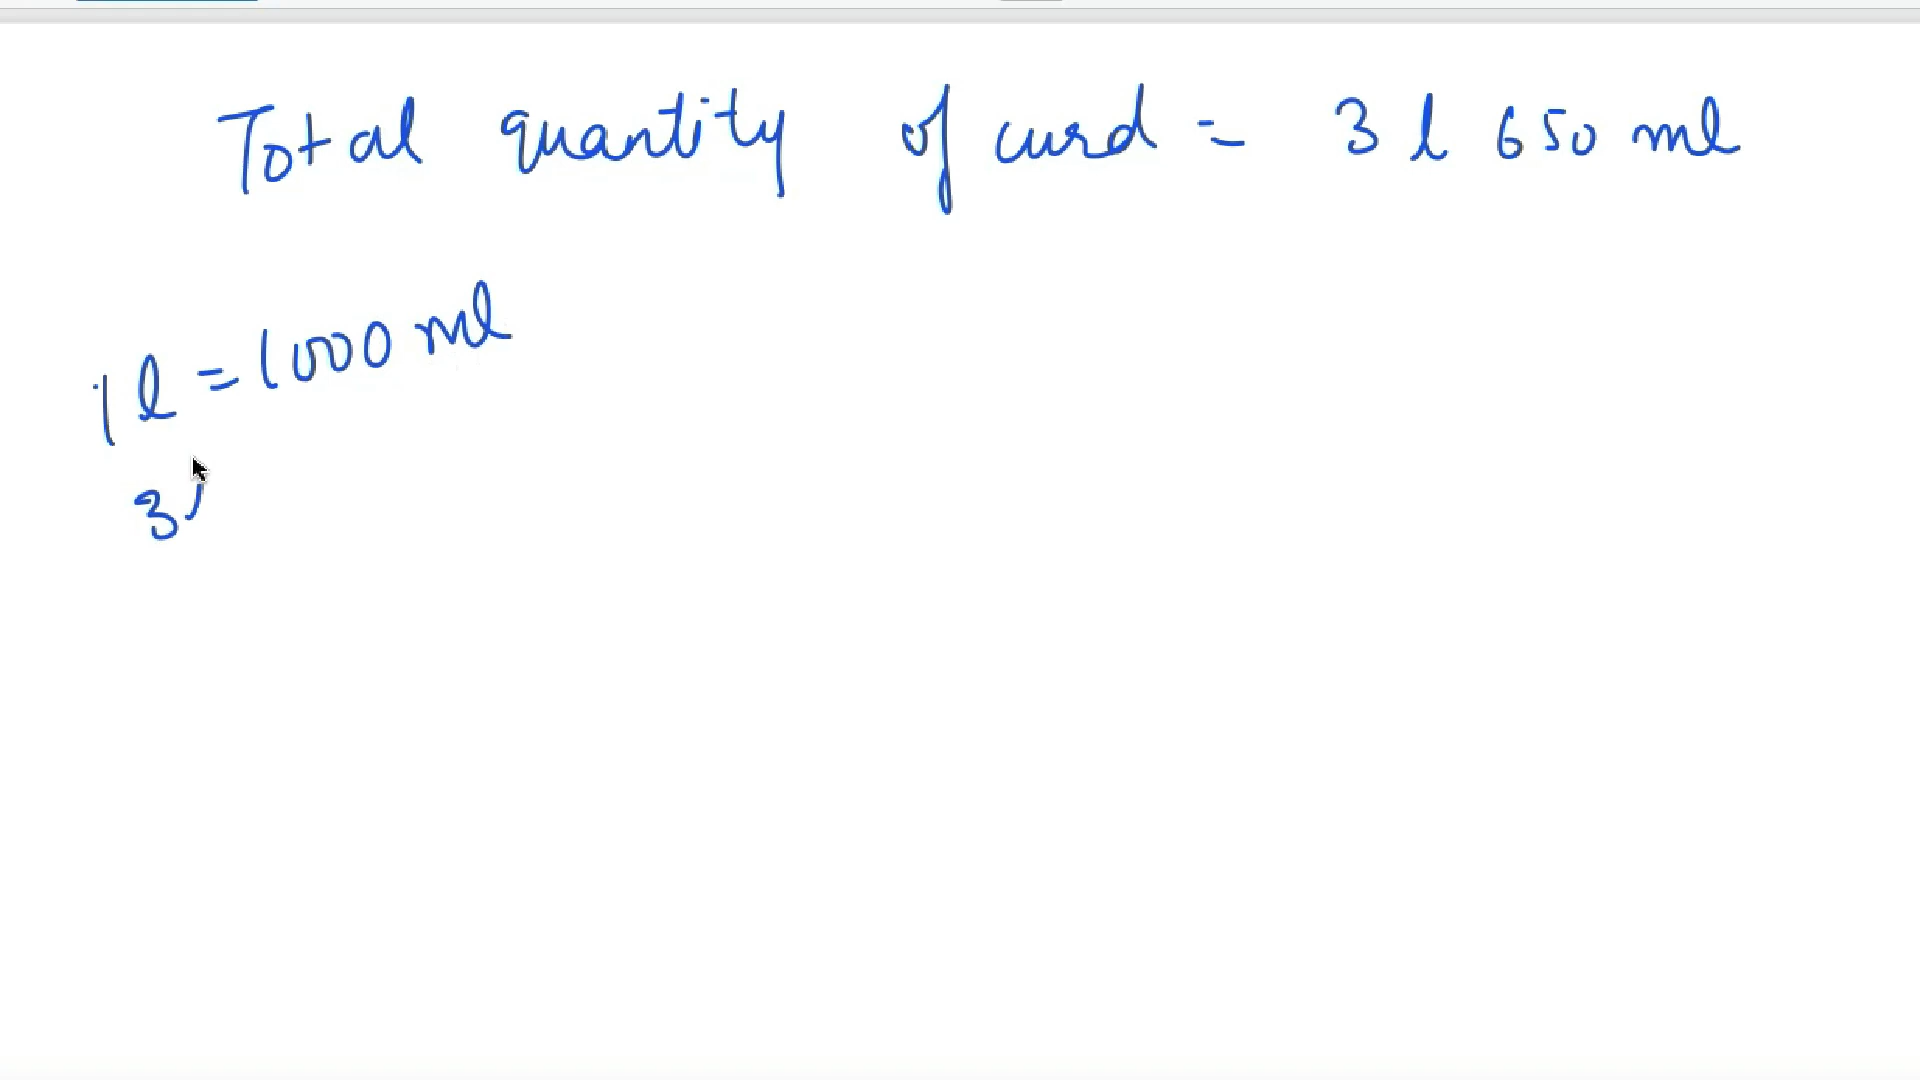 Total quantity of curd = 3 l 650 ml
1 l = 1000 ml
3